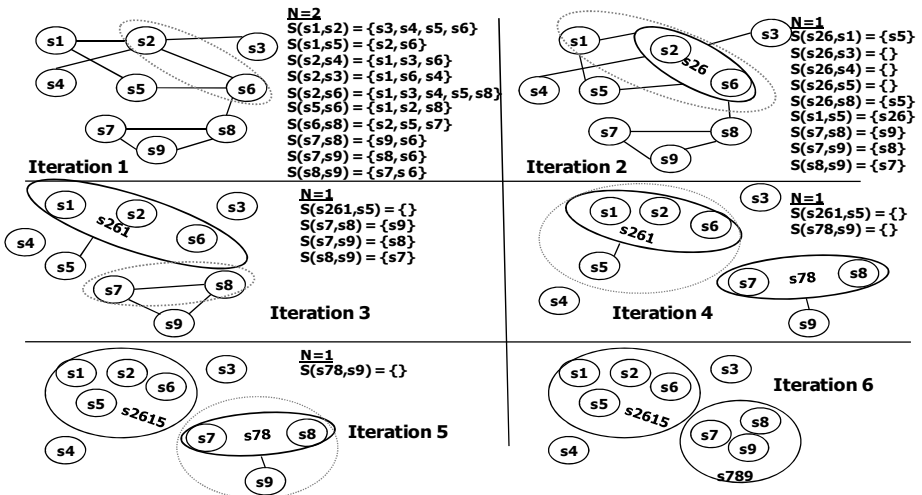 s1
s2
s3
s4
s5
s6
s7
s8
s9
Iteration 1
N=2
S(s1,s2) = {s3, s4, s5, s6}
S(s1,s5) = {s2,s6}
S(s2,s4) = {s1,s3,s6}
S(s2,s3) = {s1,s6,s4}
S(s2,s6) = {s1,s3,s4,s5,s8}
S(s5,s6) = {s1,s2,s8}
S(s6,s8) = {s2,s5,s7}
S(s7,s8) = {s9,s6}
S(s7,s9) = {s8,s6}
S(s8,s9) = {s7,s6}
s1
s2
s3
s26
s6
s4
s5
s7
s8
s9
Iteration 2
N=1
S(s26,s1) = {s5}
S(s26,s3) = {}
S(s26,s4) = {}
S(s26,s5) = {}
S(s26,s8) = {s5}
S(s1,s5) = {s26}
S(s7,s8) = {s9}
S(s7,s9) = {s8}
S(s8,s9) = {s7}
s1
s2
s3
s261
s6
s4
s5
s7
s8
s9
Iteration 3
N=1
S(s261,s5) = {}
S(s7,s8) = {s9}
S(s7,s9) = {s8}
S(s8,s9) = {s7}
s1
s2
s3
s261
s6
s5
s4
s7
s78
s8
s9
Iteration 4
N=1
S(s261,s5) = {}
S(s78,s9) = {}
s1
s2
s3
s6
s5
s2615
s4
s7
s78
s8
s9
Iteration 5
N=1
S(s78,s9) = {}
s1
s2
s3
s6
s5
s2615
s4
s7
s8
s9
s789
Iteration 6